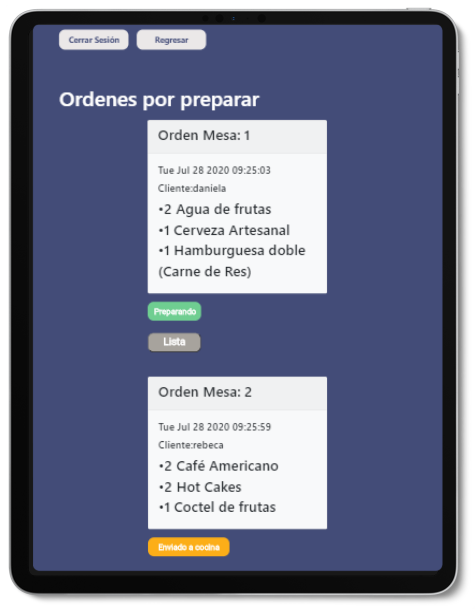 Cerrar Sesión Regresar
Ordenes por preparar
Orden Mesa: 1
Tue Jul 28 2020 09:25:03
Cliente:daniela
•2 Agua de frutas
•1 Cerveza Artesanal
•1 Hamburguesa doble
(Carne de Res)
Preparando
Lista
Orden Mesa: 2
Tue Jul 28 2020 09:25:59
Cliente:rebeca
•2 Café Americano
•2 Hot Cakes
•1 Coctel de frutas
Enviado a cocina